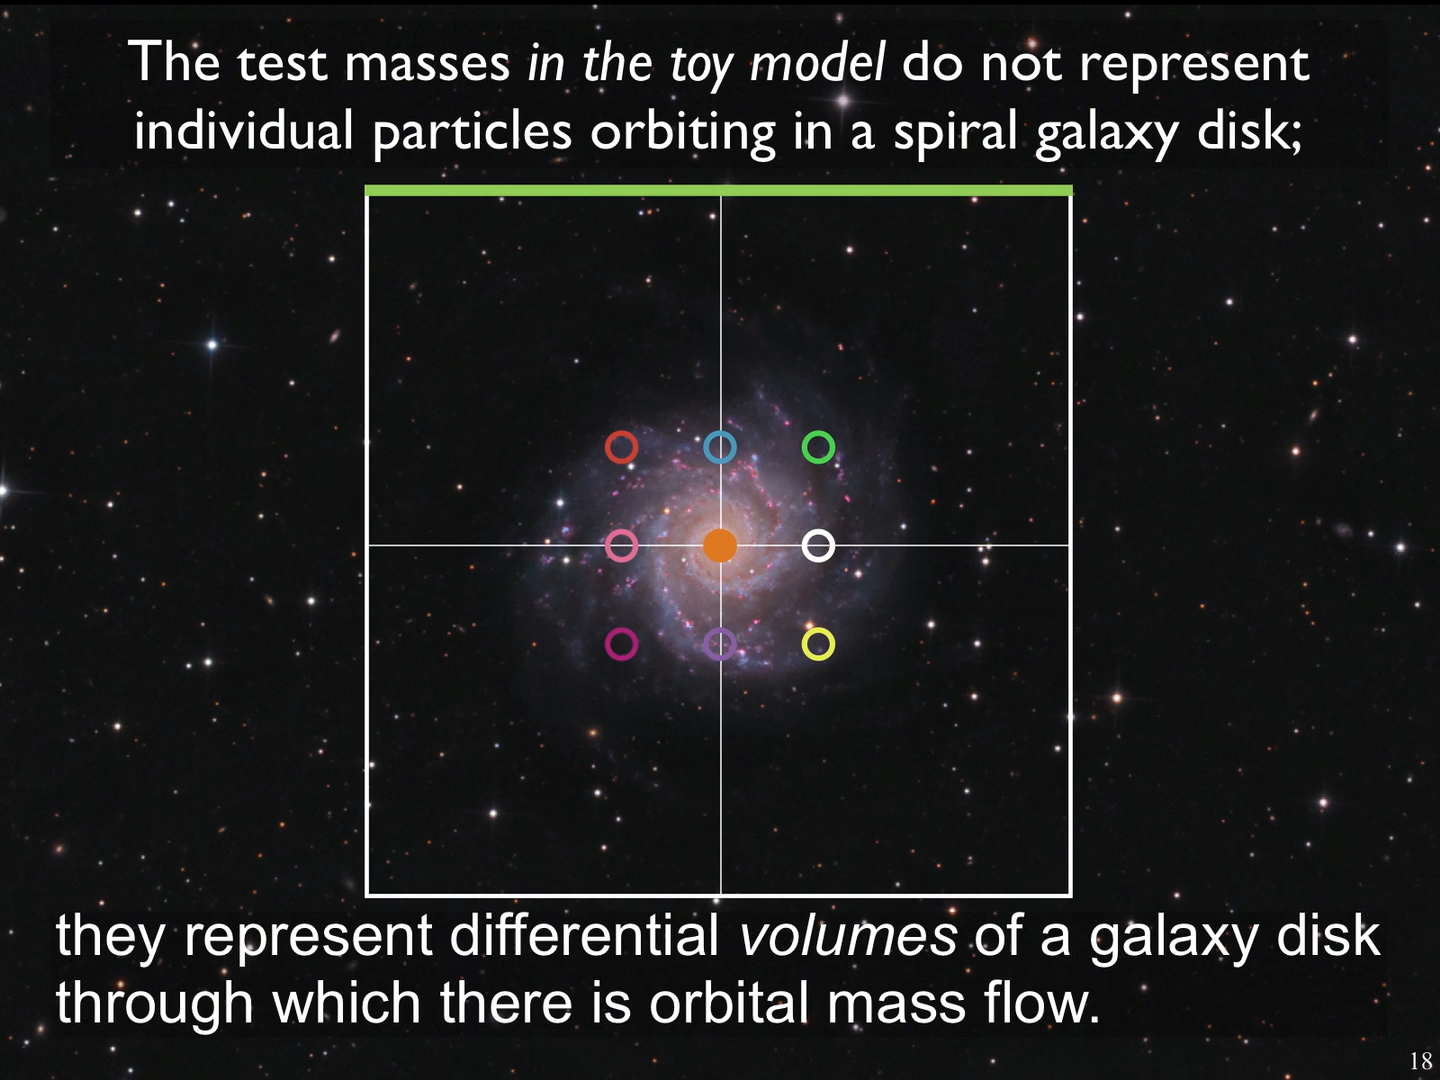 The test masses in the toy model do not represent
individual particles orbiting in a spiral galaxy disk;
they represent differential volumes of a galaxy disk
through which there is orbital mass flow.
18